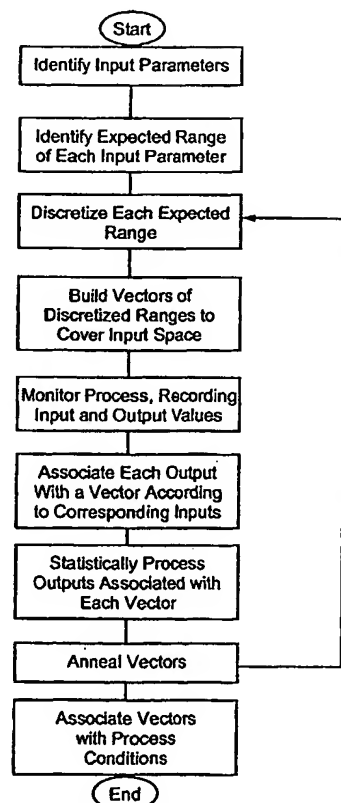 Start
Identify Input Parameters
Identify Expected Range
of Each Input Parameter
Discretize Each Expected
Range
Build Vectors of
Discretized Ranges to
Cover Input Space
Monitor Process, Recording
Input and Output Values
Associate Each Output
With a Vector According
to Corresponding Inputs
Statistically Process
Outputs Associated with
Each Vector
Anneal Vectors
Associate Vectors
with Process
Conditions
End